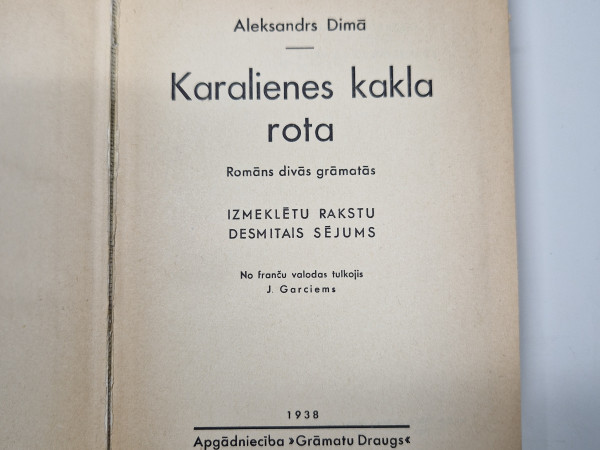 Aleksandrs Dimā
Karalienes kakla
rota
Romāns divās grāmatās
IZMEKLĒTU RAKSTU
DESMITAIS SĒJUMS
No franču valodas tulkojis
J. Garciems
1938
Apgādniecība »Grāmatu Draugs«